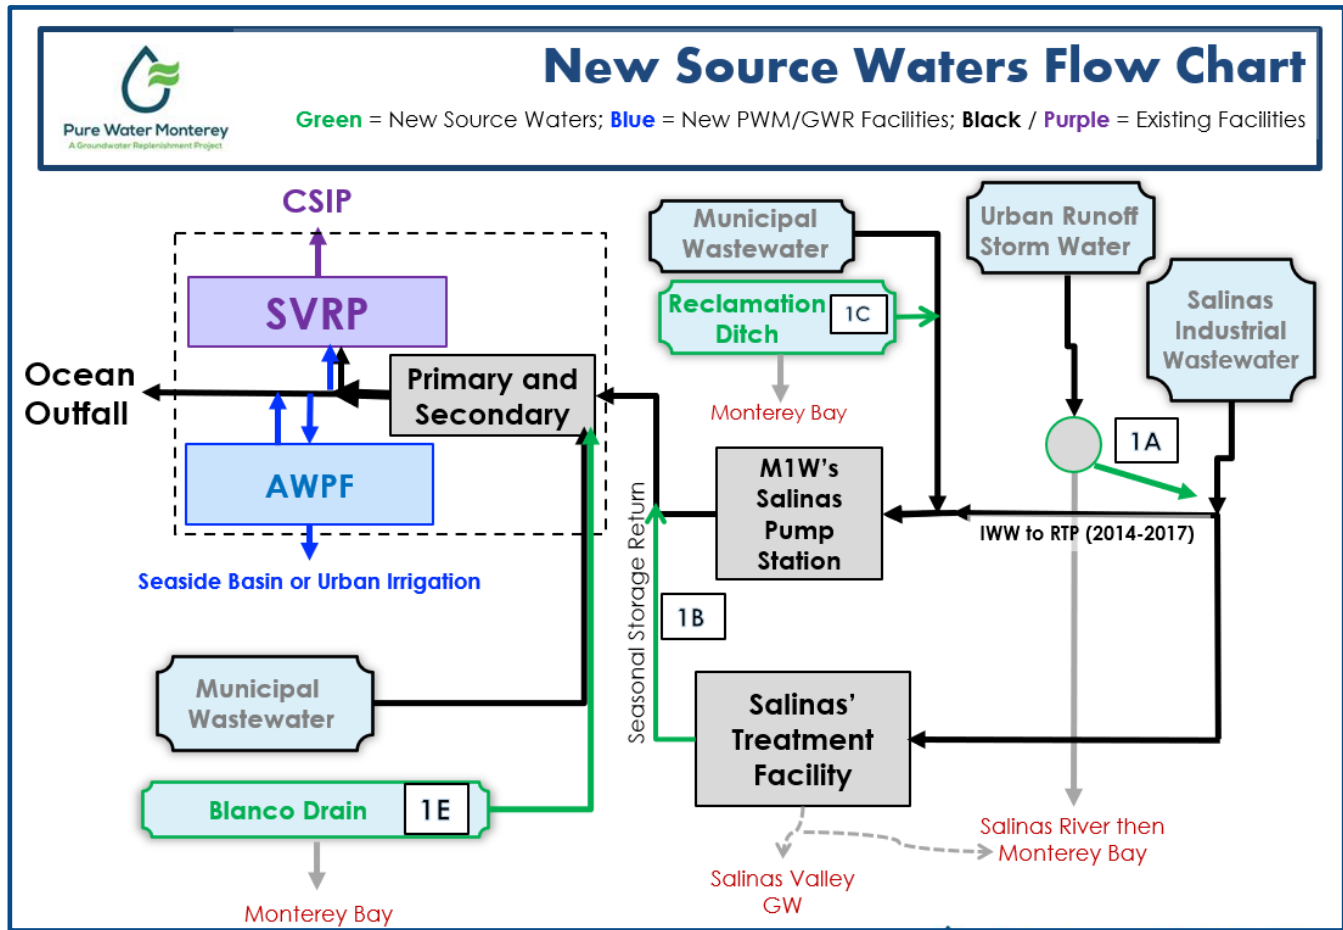 New Source Waters Flow Chart
Pure Water Monterey
A Groundwater Replenishment Project
Green = New Source Waters; Blue = New PWM/GWR Facilities; Black / Purple = Existing Facilities
CSIP
SVRP
Ocean
Outfall
Primary and
Secondary
AWPF
Seaside Basin or Urban Irrigation
Municipal
Wastewater
Reclamation
Ditch
1C
Monterey Bay
Urban Runoff
Storm Water
Salinas
Industrial
Wastewater
1A
M1W's
Salinas
Pump
Station
IWW to RTP (2014-2017)
Seasonal Storage Return
1B
Municipal
Wastewater
Salinas'
Treatment
Facility
Blanco Drain
1E
Monterey Bay
Salinas Valley
GW
Salinas River then
Monterey Bay